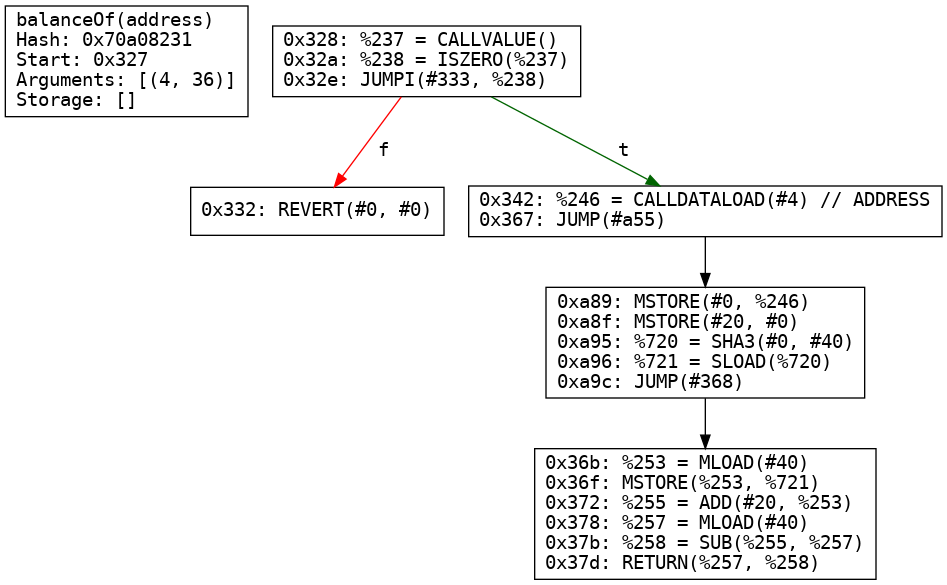 balanceOf(address)
Hash: 0x70a08231
Start: 0x327
Arguments: [(4, 36)]
Storage: []
0x328: %237 = CALLVALUE()
0x32a: %238 = ISZERO(%237)
0x32e: JUMPI(#333, %238)
f
t
0x332: REVERT(#0, #0)
0x342: %246 = CALLDATALOAD(#4) // ADDRESS
0x367: JUMP(#a55)
0xa89: MSTORE(#0, %246)
0xa8f: MSTORE(#20, #0)
0xa95: %720 = SHA3(#0, #40)
0xa96: %721 = SLOAD(%720)
0xa9c: JUMP(#368)
0x36b: %253 = MLOAD(#40)
0x36f: MSTORE(%253, %721)
0x372: %255 = ADD(#20, %253)
0x378: %257 = MLOAD(#40)
0x37b: %258 = SUB(%255, %257)
0x37d: RETURN(%257, %258)